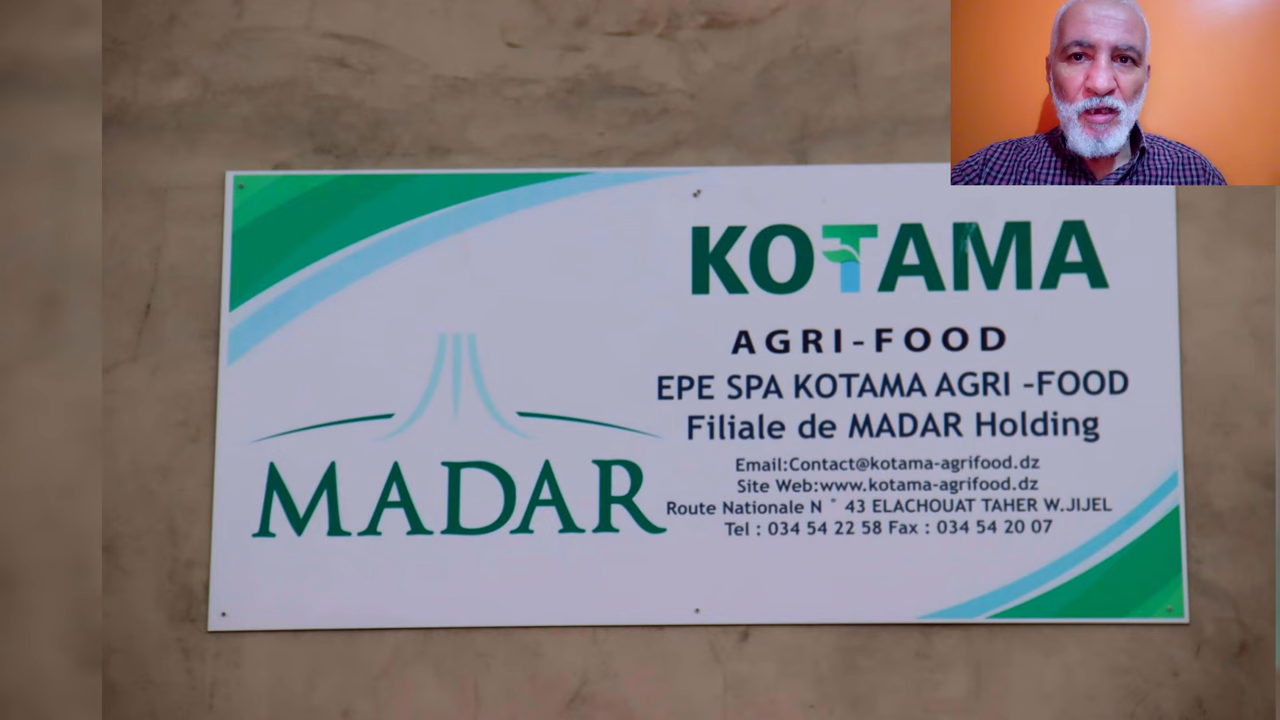 KOTAMA
AGRI-FOOD
EPE SPA KOTAMA AGRI -FOOD
Filiale de MADAR Holding
MADAR
Email:Contact@kotama-agrifood.dz
Site Web:www.kotama-agrifood.dz
Route Nationale N ° 43 ELACHOUAT TAHER W.JIJEL
Tel : 034 54 22 58 Fax : 034 54 20 07